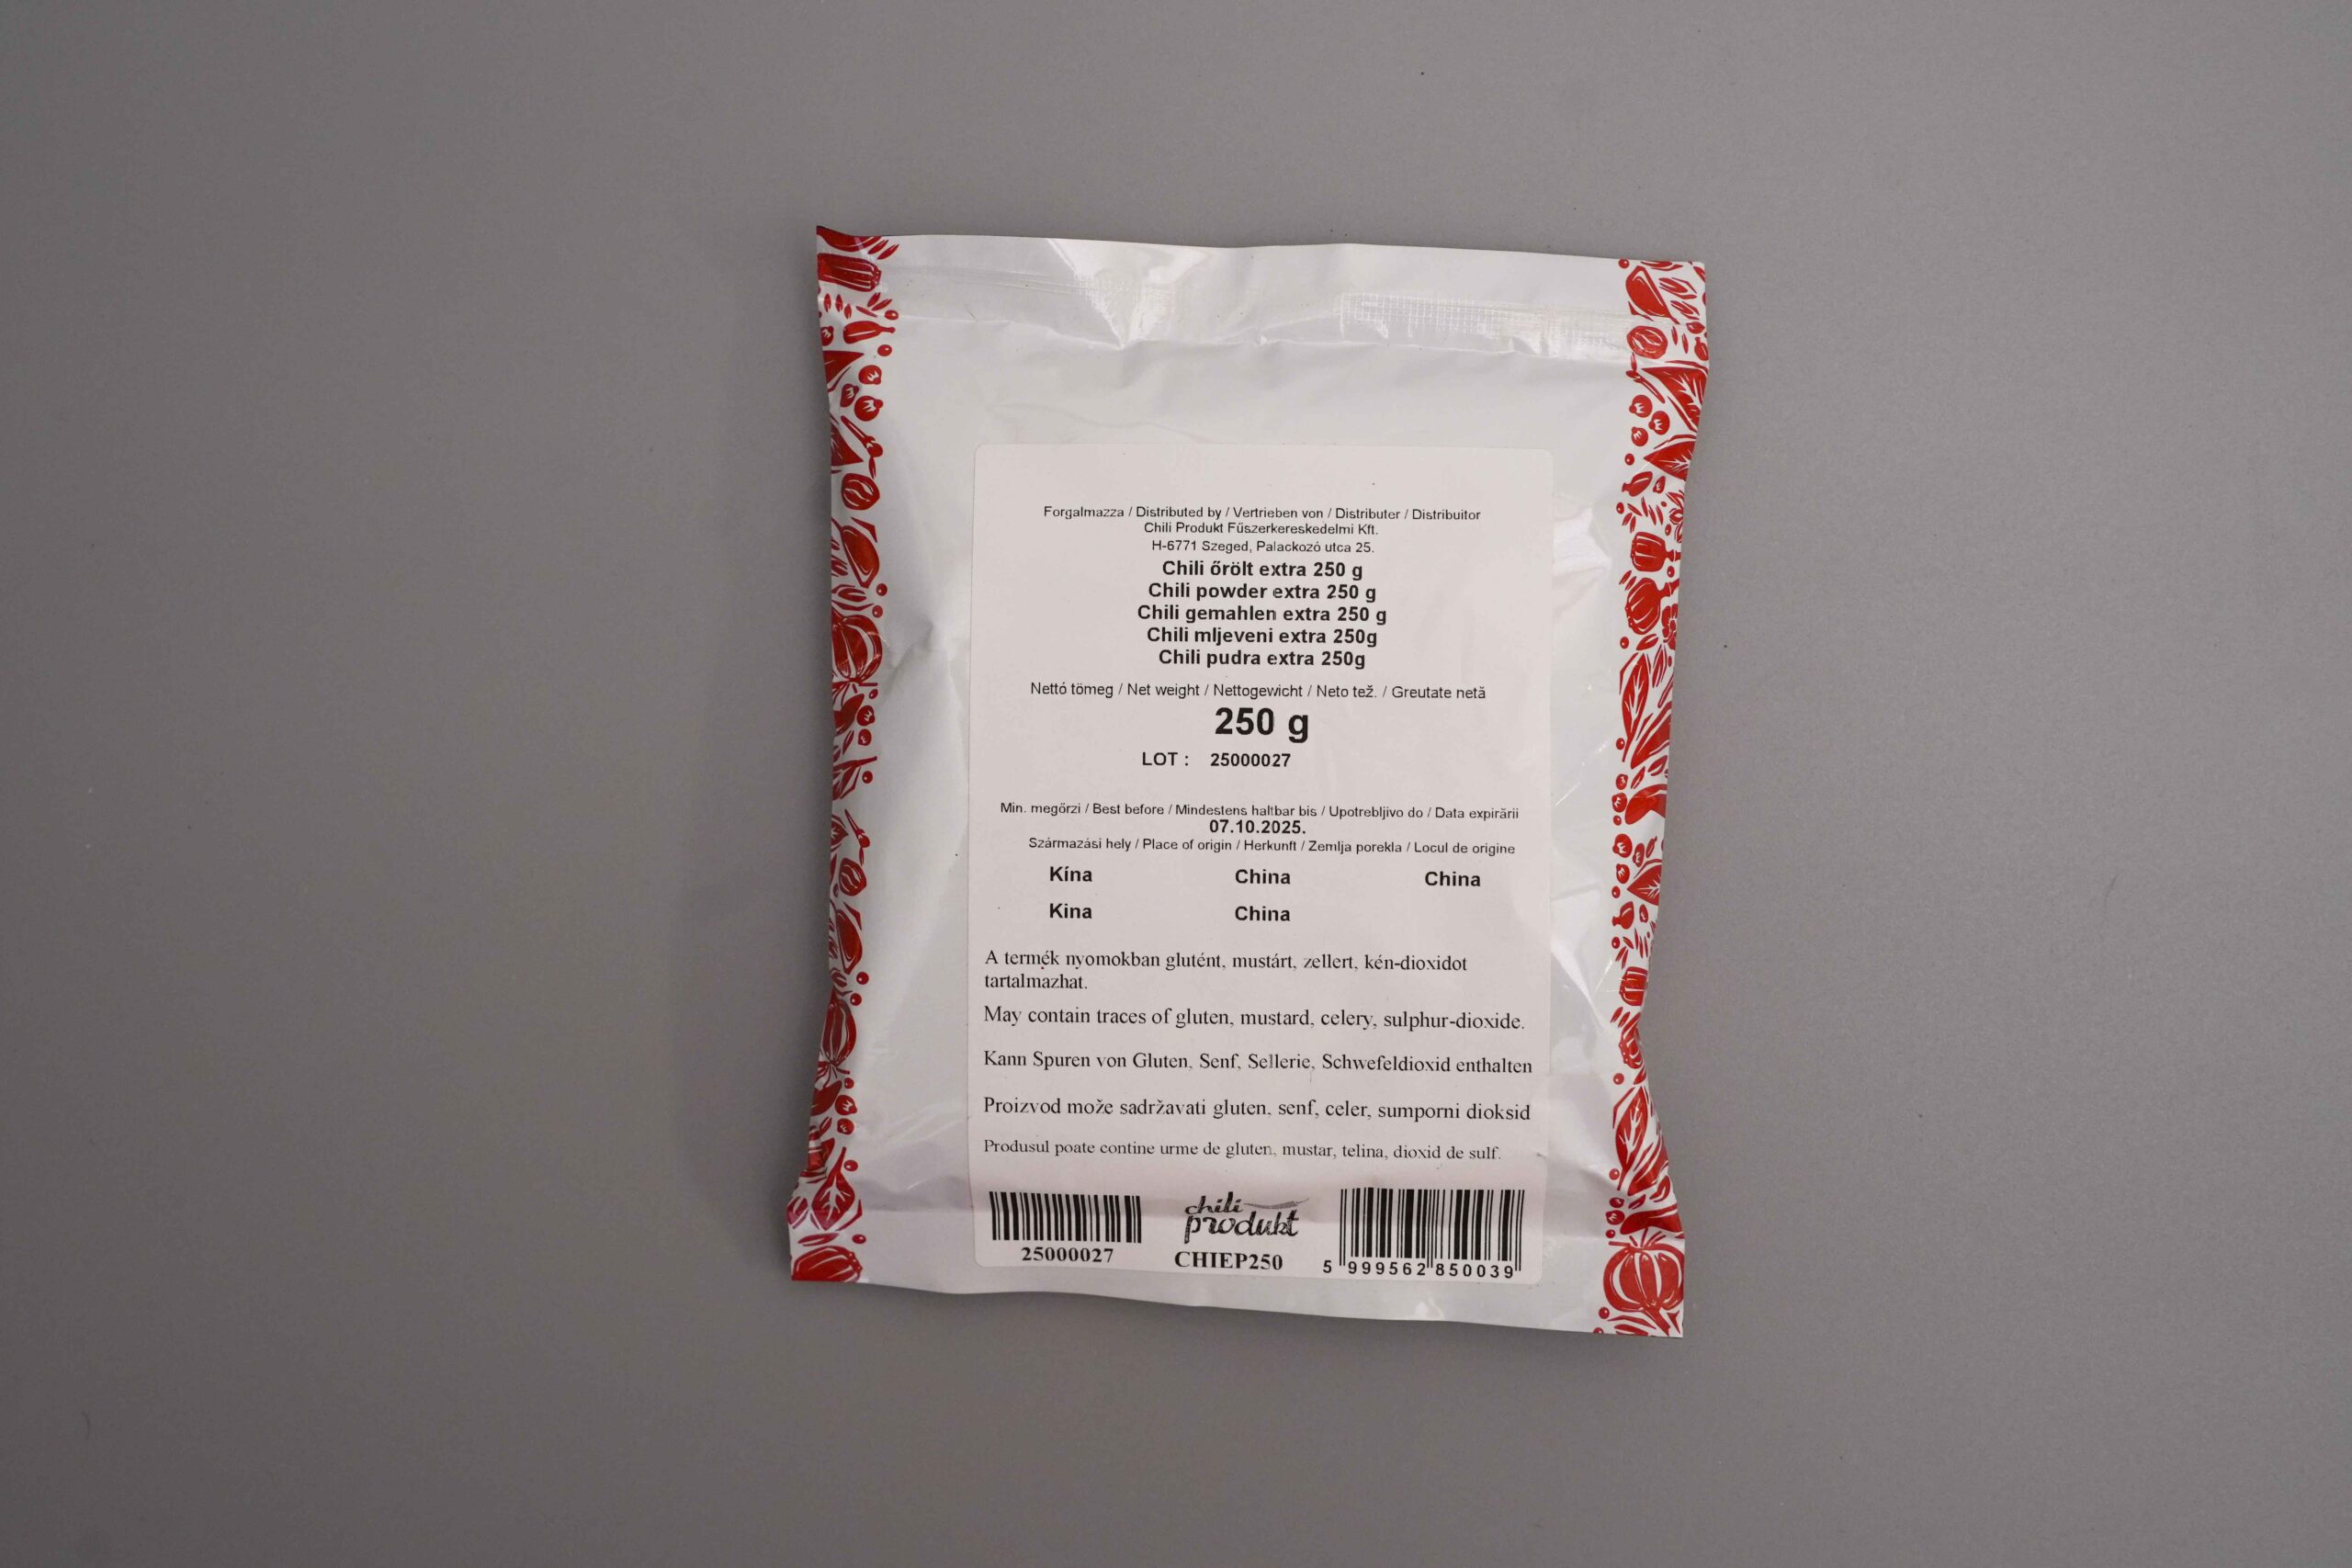 Forgalmazza / Distributed by / Vertrieben von / Distributer / Distribuitor
Chili Produkt Fűszerkereskedelmi Kft.
H-6771 Szeged, Palackozó utca 25.
Chili őrölt extra 250 g
Chili powder extra 250 g
Chili gemahlen extra 250 g
Chili mljeveni extra 250g
Chili pudra extra 250g
Nettó tömeg / Net weight / Nettogewicht / Neto tež. / Greutate netă
250 g
LOT : 25000027
Min. megőrzi / Best before / Mindestens haltbar bis / Upotrebljivo do / Data expirării
07.10.2025.
Származási hely / Place of origin / Herkunft / Zemlja porekla / Locul de origine
Kína China China
Kina China
A termék nyomokban glutént, mustárt, zellert, kén-dioxidot
tartalmazhat.
May contain traces of gluten, mustard, celery, sulphur-dioxide.
Kann Spuren von Gluten, Senf, Sellerie, Schwefeldioxid enthalten
Proizvod može sadržavati gluten, senf, celer, sumporni dioksid
Produsul poate contine urme de gluten, mustar, telina, dioxid de sulf.
chili
produkt
25000027 CHIEP250 5 999562 850039